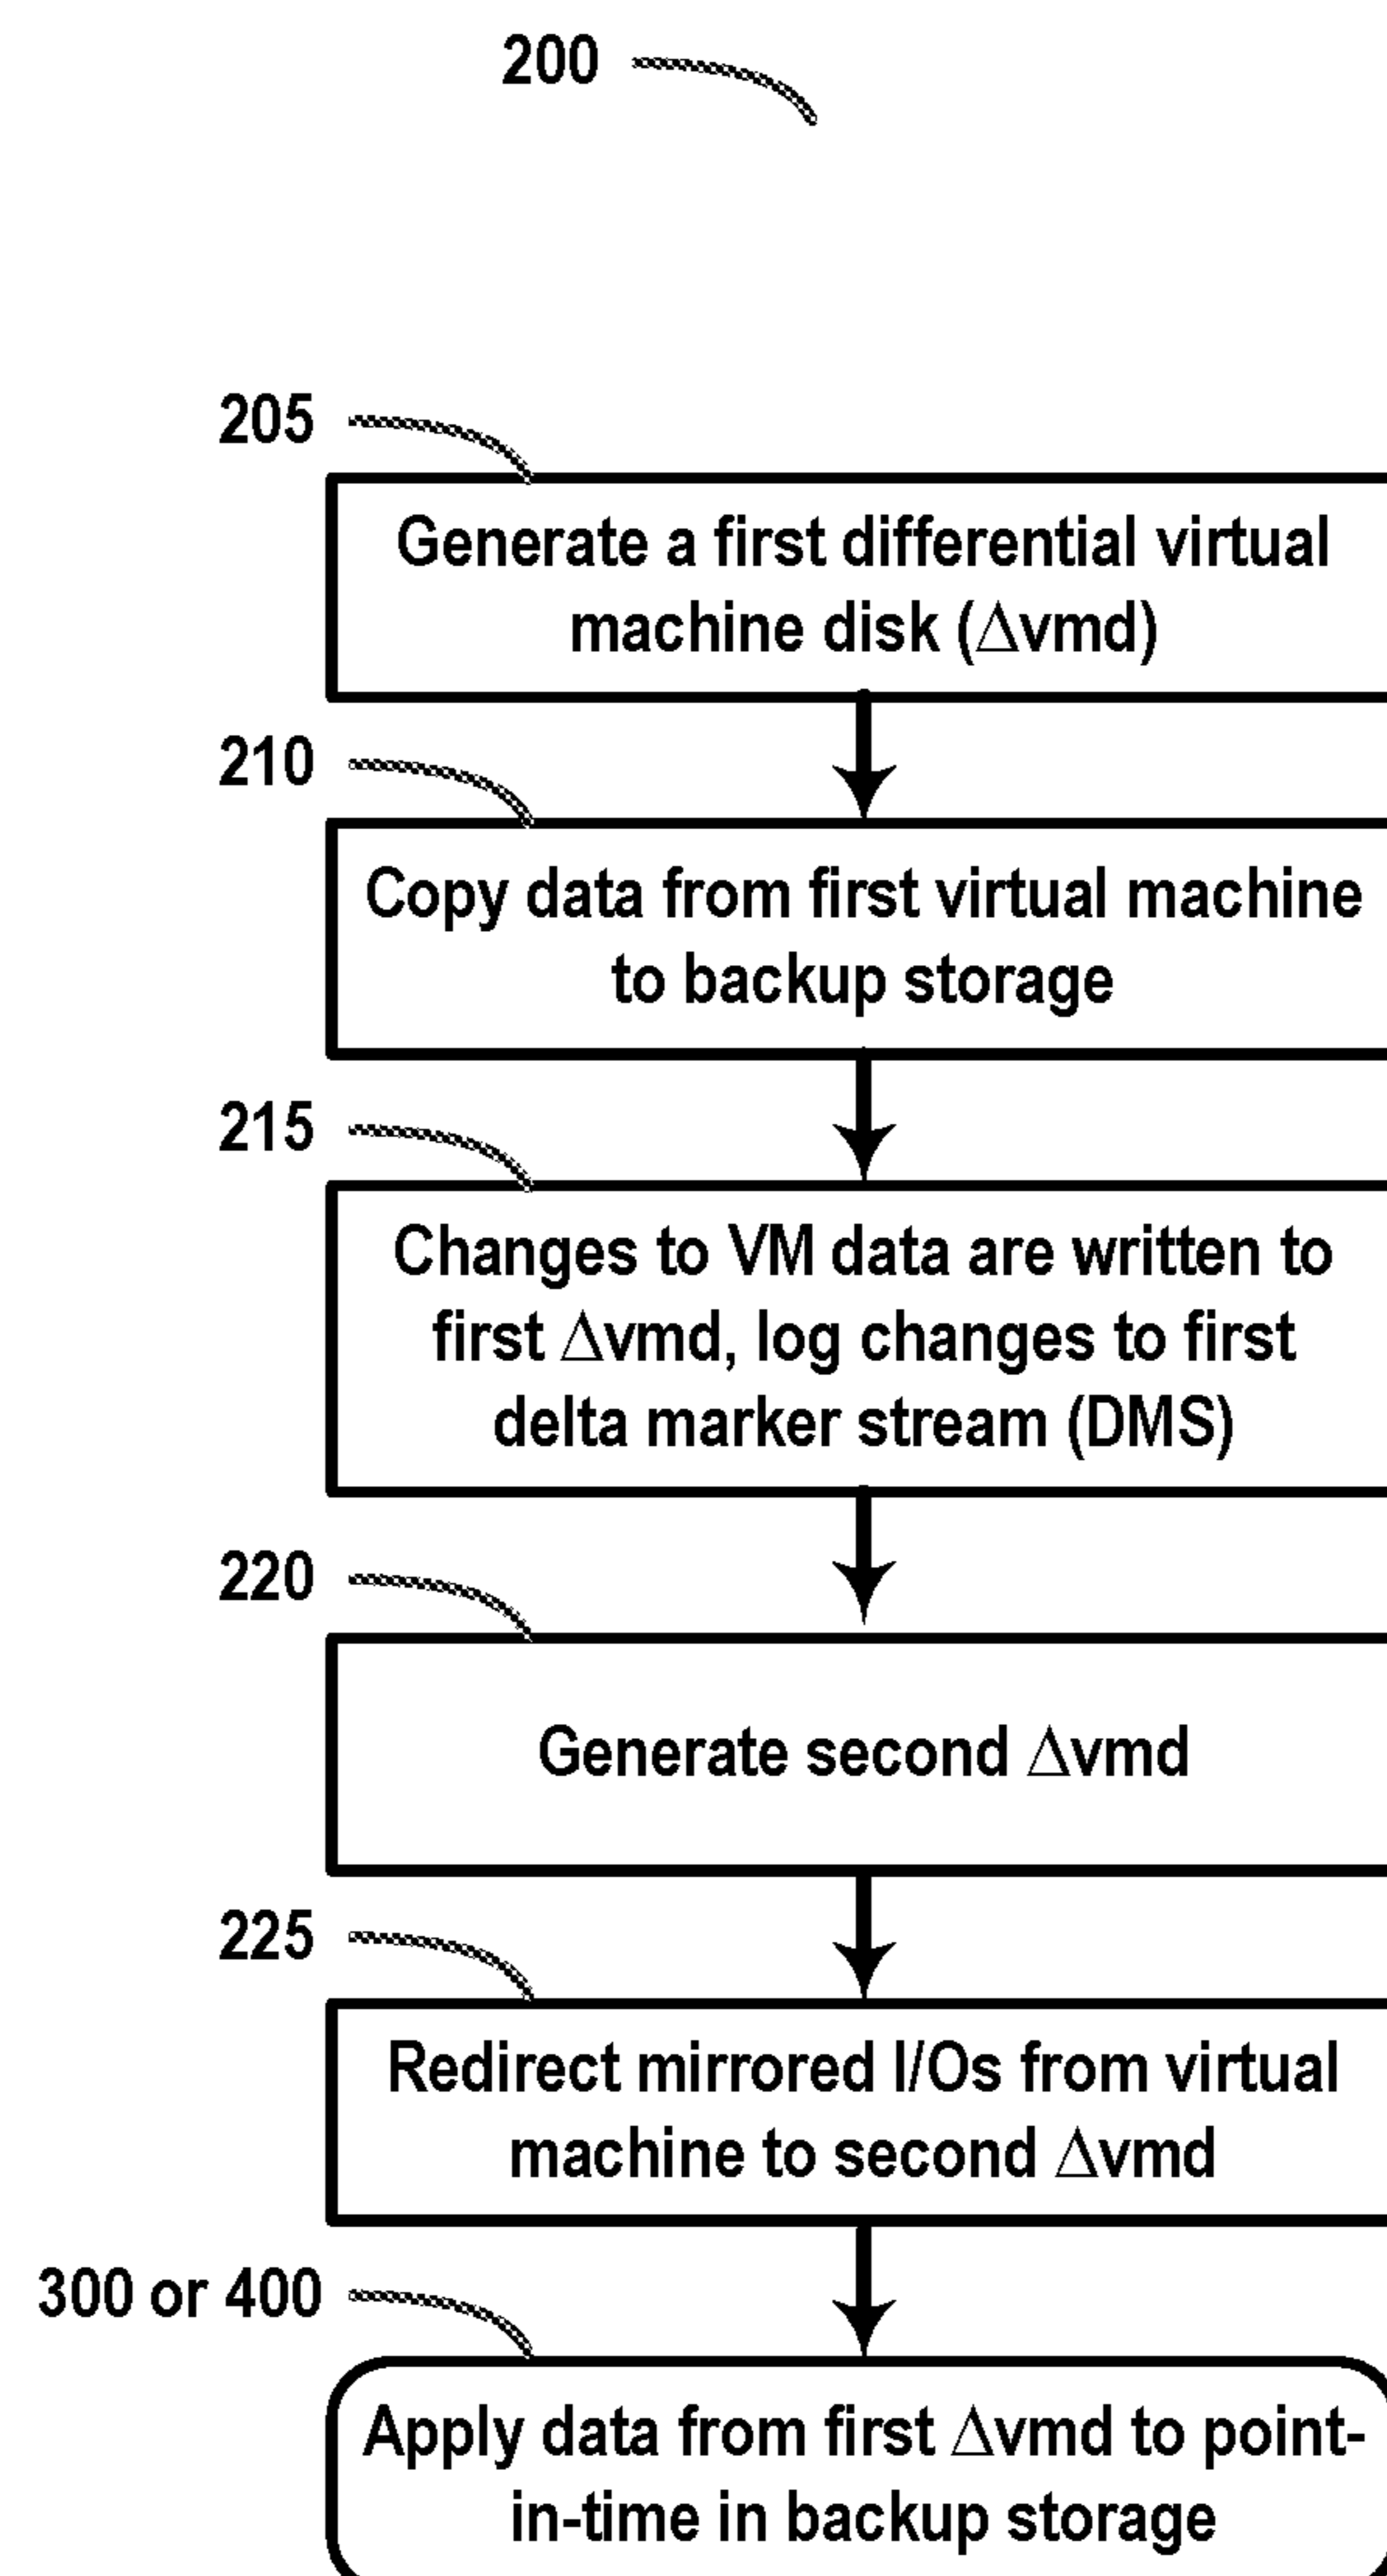 200
205
Generate a first differential virtual
machine disk (∆vmd)
210
Copy data from first virtual machine
to backup storage
215
Changes to VM data are written to
first ∆vmd, log changes to first
delta marker stream (DMS)
220
Generate second ∆vmd
225
Redirect mirrored I/Os from virtual
machine to second ∆vmd
300 or 400
Apply data from first ∆vmd to point-
in-time in backup storage